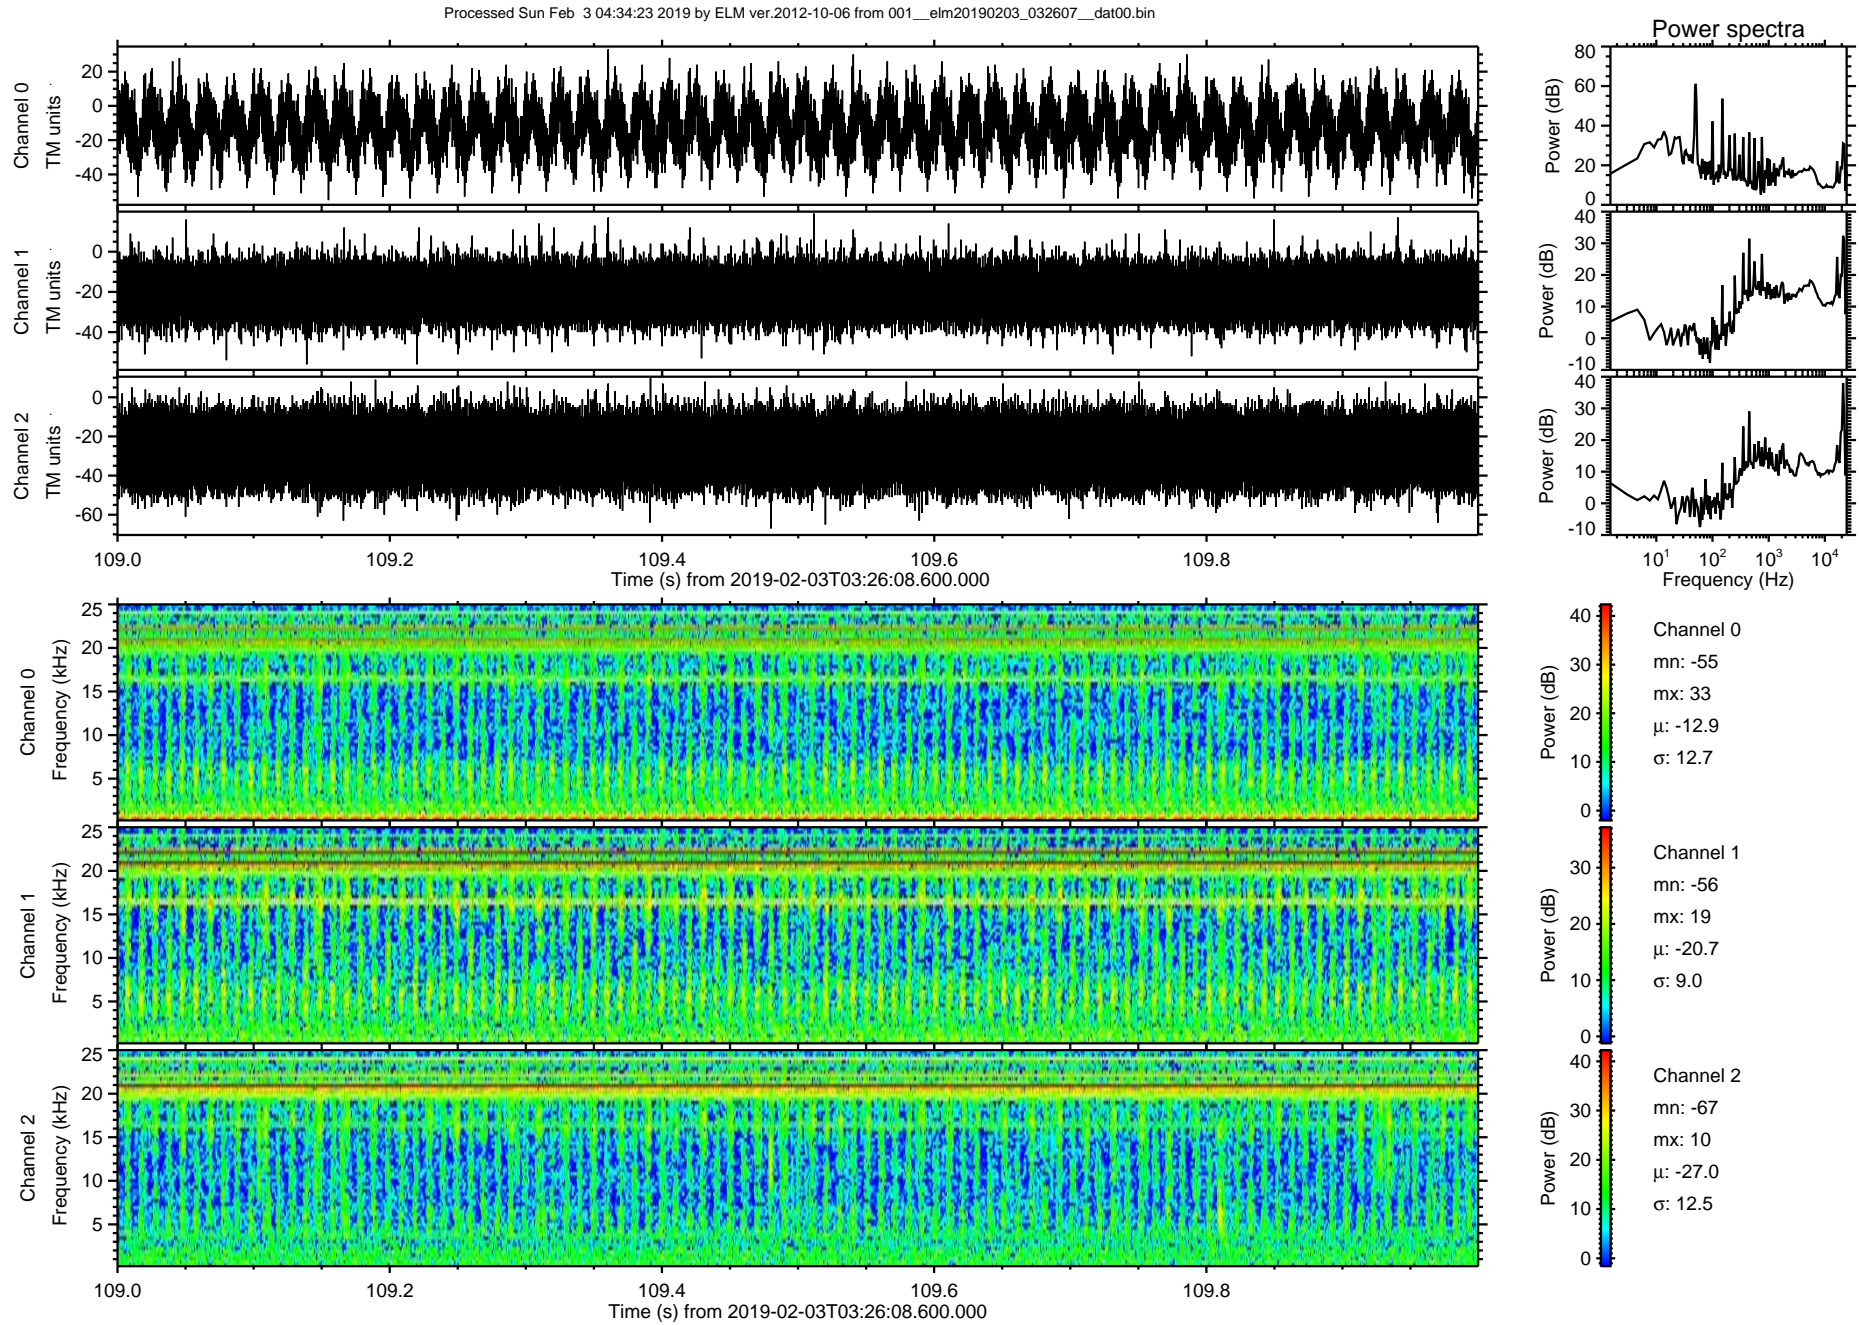 Processed Sun Feb  3 04:34:23 2019 by ELM ver.2012-10-06 from 001__elm20190203_032607__dat00.bin
Power spectra
Channel 0
TM units
20
0
-20
-40
Power (dB)
80
60
40
20
0
Channel 1
TM units
0
-20
-40
Power (dB)
40
30
20
10
0
-10
Channel 2
TM units
0
-20
-40
-60
Power (dB)
40
30
20
10
0
-10
109.0 109.2 109.4 109.6 109.8
Time (s) from 2019-02-03T03:26:08.600.000
10^1 10^2 10^3 10^4
Frequency (Hz)
Channel 0
Frequency (kHz)
25
20
15
10
5
Power (dB)
40
30
20
10
0
Channel 0
mn: -55
mx: 33
μ: -12.9
σ: 12.7
Channel 1
Frequency (kHz)
25
20
15
10
5
Power (dB)
30
20
10
0
Channel 1
mn: -56
mx: 19
μ: -20.7
σ: 9.0
Channel 2
Frequency (kHz)
25
20
15
10
5
Power (dB)
40
30
20
10
0
Channel 2
mn: -67
mx: 10
μ: -27.0
σ: 12.5
109.0 109.2 109.4 109.6 109.8
Time (s) from 2019-02-03T03:26:08.600.000